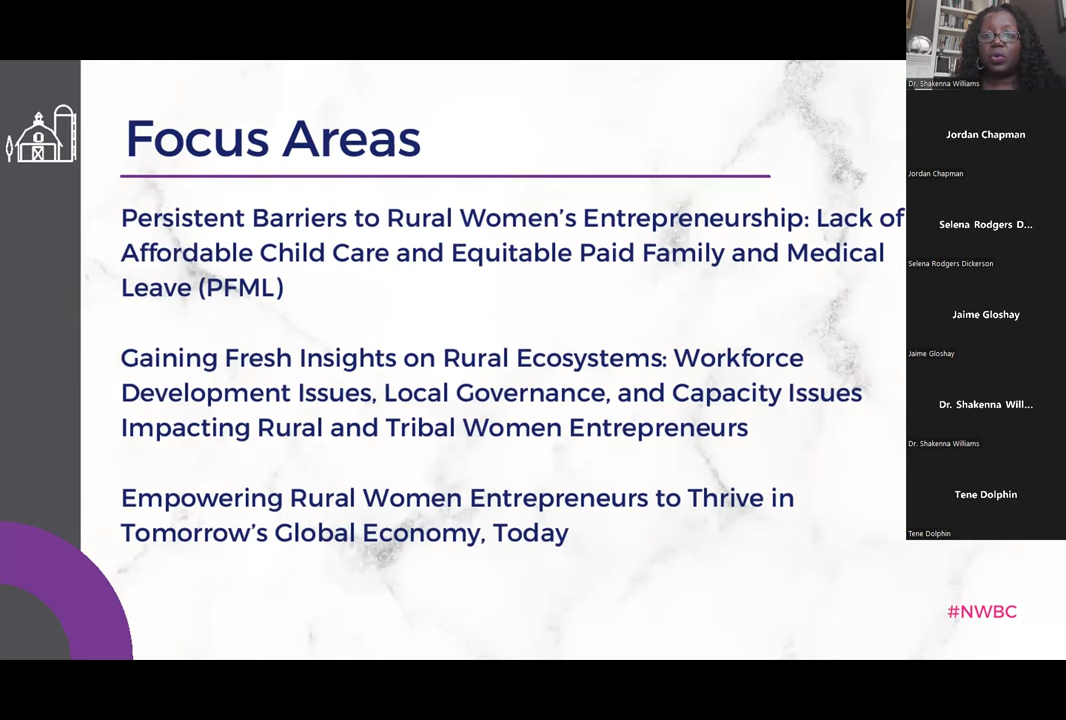 Focus Areas
Persistent Barriers to Rural Women’s Entrepreneurship: Lack of
Affordable Child Care and Equitable Paid Family and Medical
Leave (PFML)
Gaining Fresh Insights on Rural Ecosystems: Workforce
Development Issues, Local Governance, and Capacity Issues
Impacting Rural and Tribal Women Entrepreneurs
Empowering Rural Women Entrepreneurs to Thrive in
Tomorrow’s Global Economy, Today
#NWBC
Dr. Shakenna Williams
Jordan Chapman
Jordan Chapman
Selena Rodgers D...
Selena Rodgers Dickerson
Jaime Gloshay
Jaime Gloshay
Dr. Shakenna Will...
Dr. Shakenna Williams
Tene Dolphin
Tene Dolphin